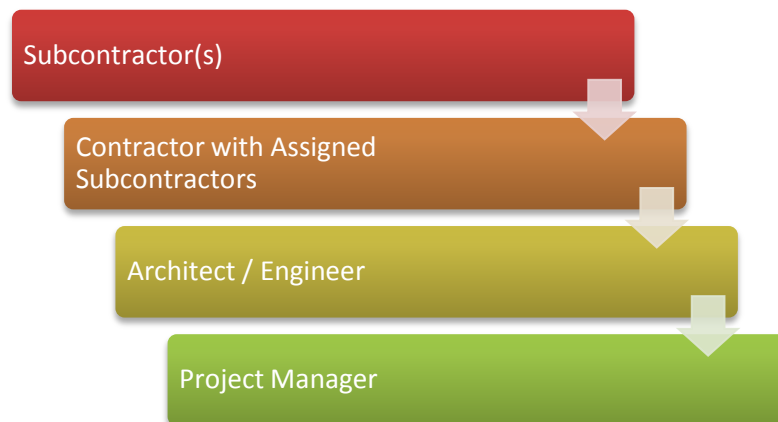 Subcontractor(s)
Contractor with Assigned
Subcontractors
Architect / Engineer
Project Manager